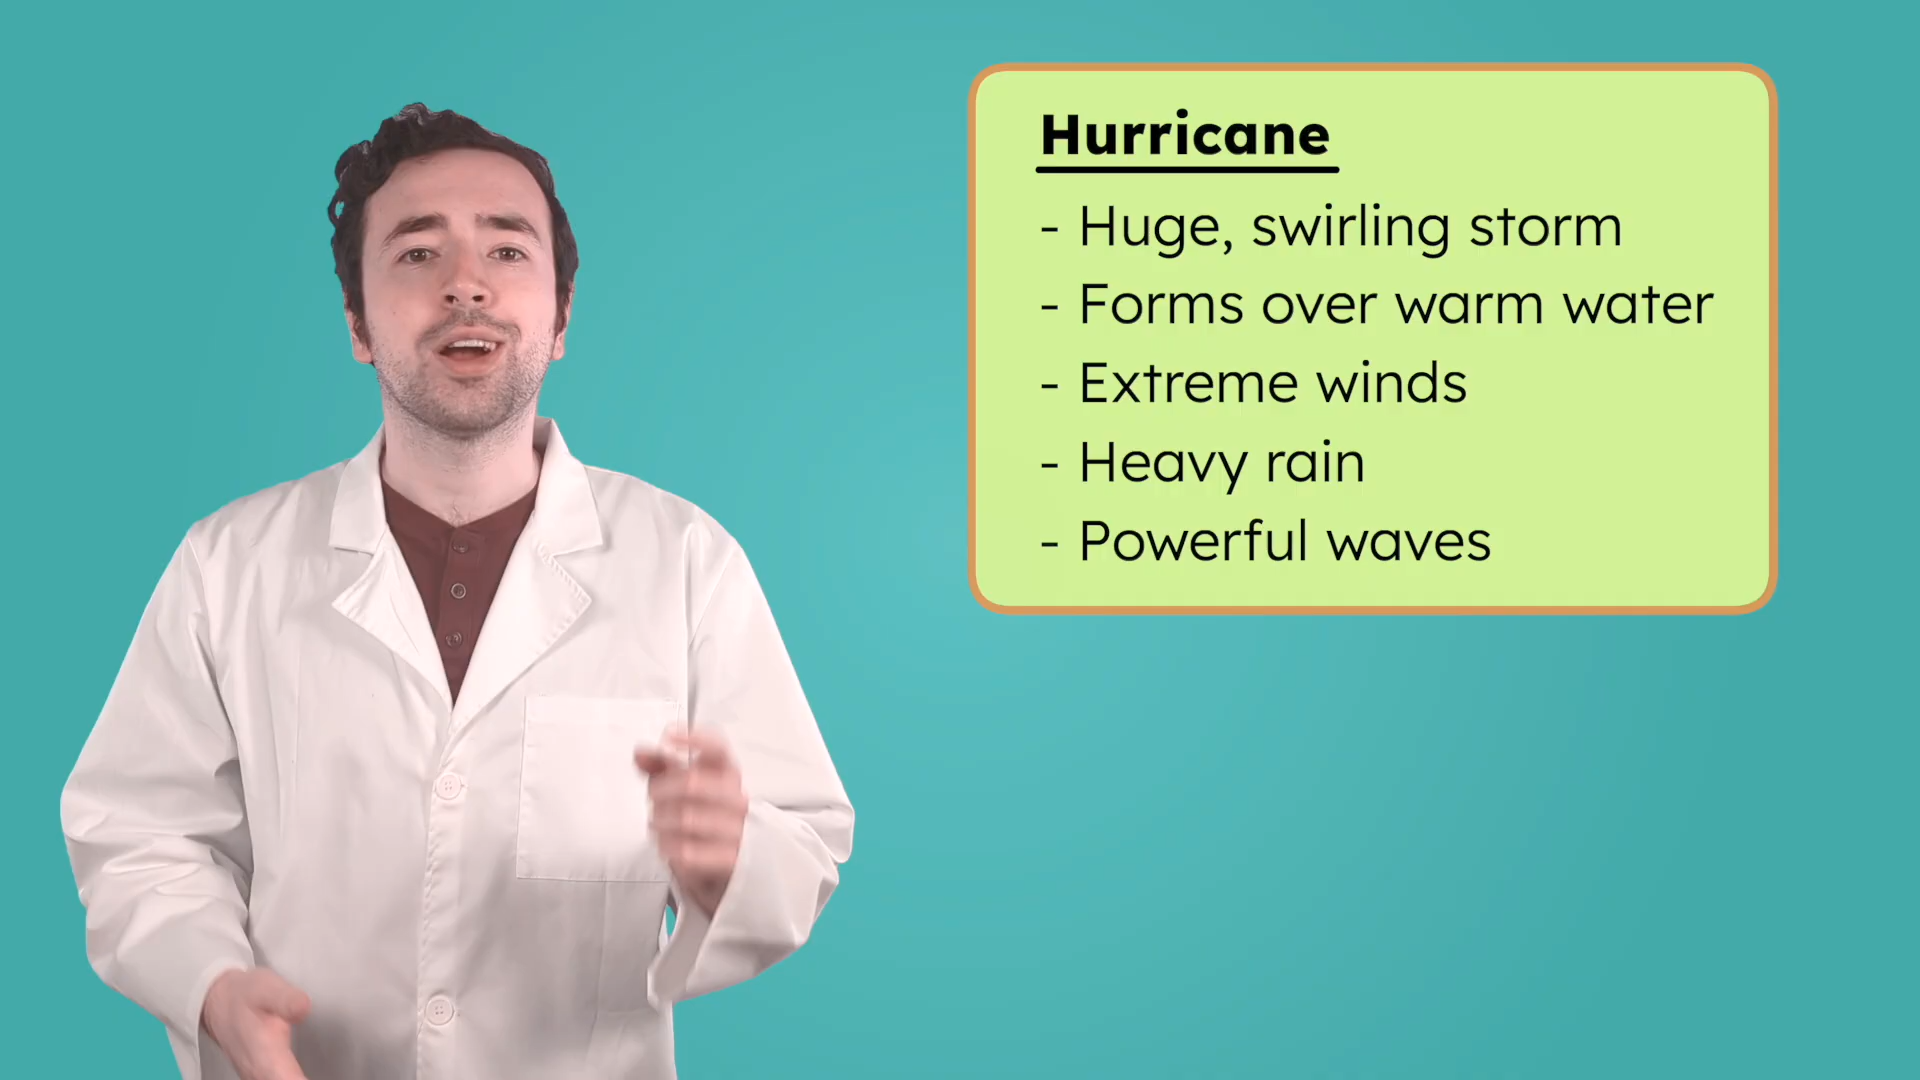 Hurricane
- Huge, swirling storm
- Forms over warm water
- Extreme winds
- Heavy rain
- Powerful waves